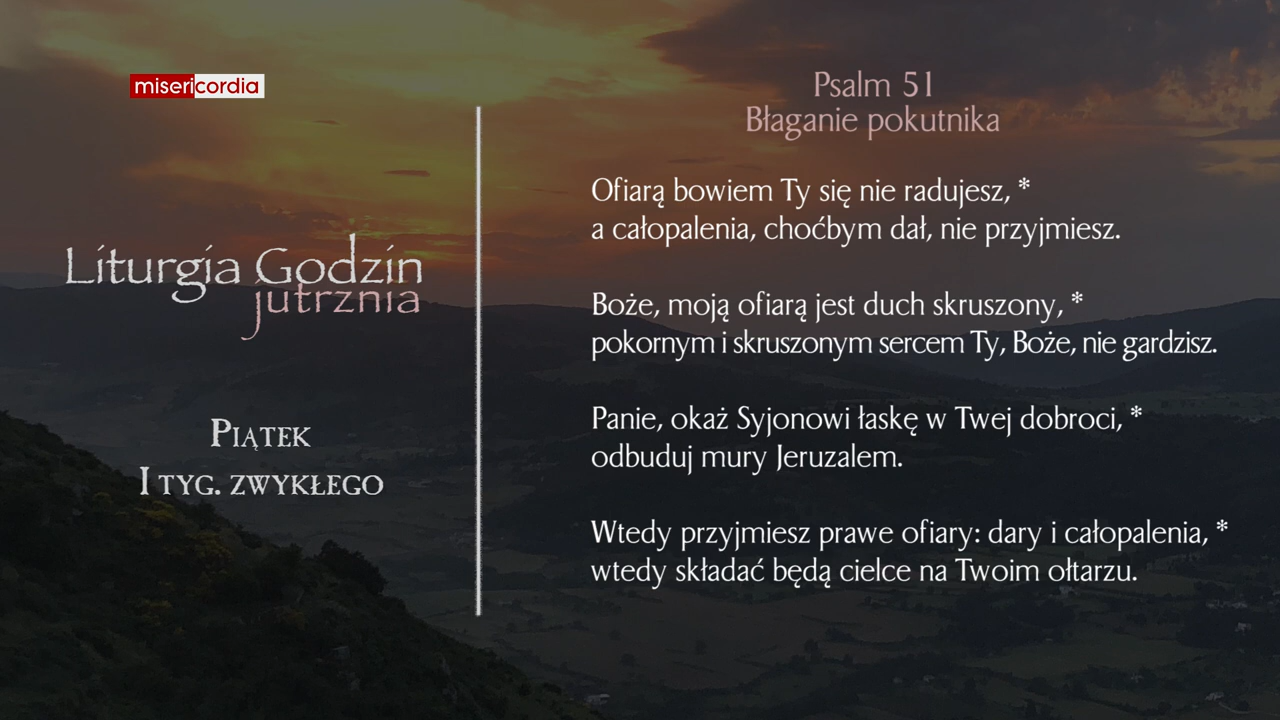 misericordia
Liturgia Godzin
jutrznia
Piątek
I tyg. zwykłego
Psalm 51
Błaganie pokutnika
Ofiarą bowiem Ty się nie radujesz, *
a całopalenia, choćbym dał, nie przyjmiesz.
Boże, moją ofiarą jest duch skruszony, *
pokornym i skruszonym sercem Ty, Boże, nie gardzisz.
Panie, okaż Syjonowi łaskę w Twej dobroci, *
odbuduj mury Jeruzalem.
Wtedy przyjmiesz prawe ofiary: dary i całopalenia, *
wtedy składać będą cielce na Twoim ołtarzu.